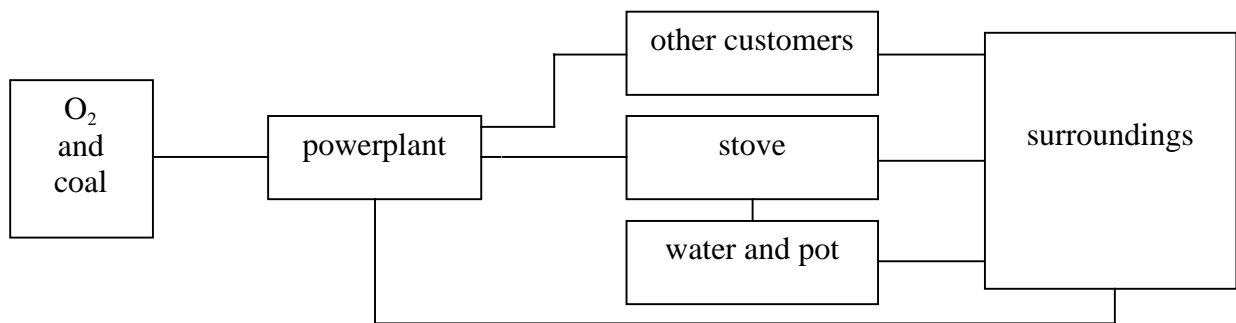 O₂
and
coal
powerplant
other customers
stove
water and pot
surroundings